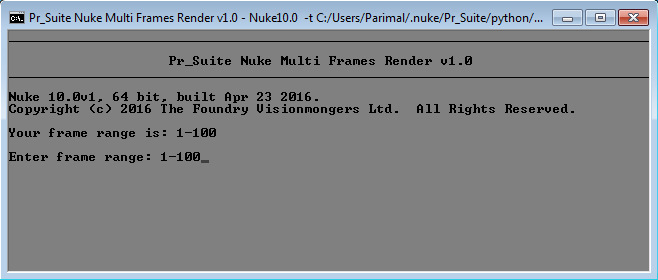 Pr_Suite Nuke Multi Frames Render v1.0 - Nuke10.0 -t C:/Users/Parimal/.nuke/Pr_Suite/python/...
Pr_Suite Nuke Multi Frames Render v1.0
Nuke 10.0v1, 64 bit, built Apr 23 2016.
Copyright (c) 2016 The Foundry Visionmongers Ltd.  All Rights Reserved.
Your frame range is: 1-100
Enter frame range: 1-100_